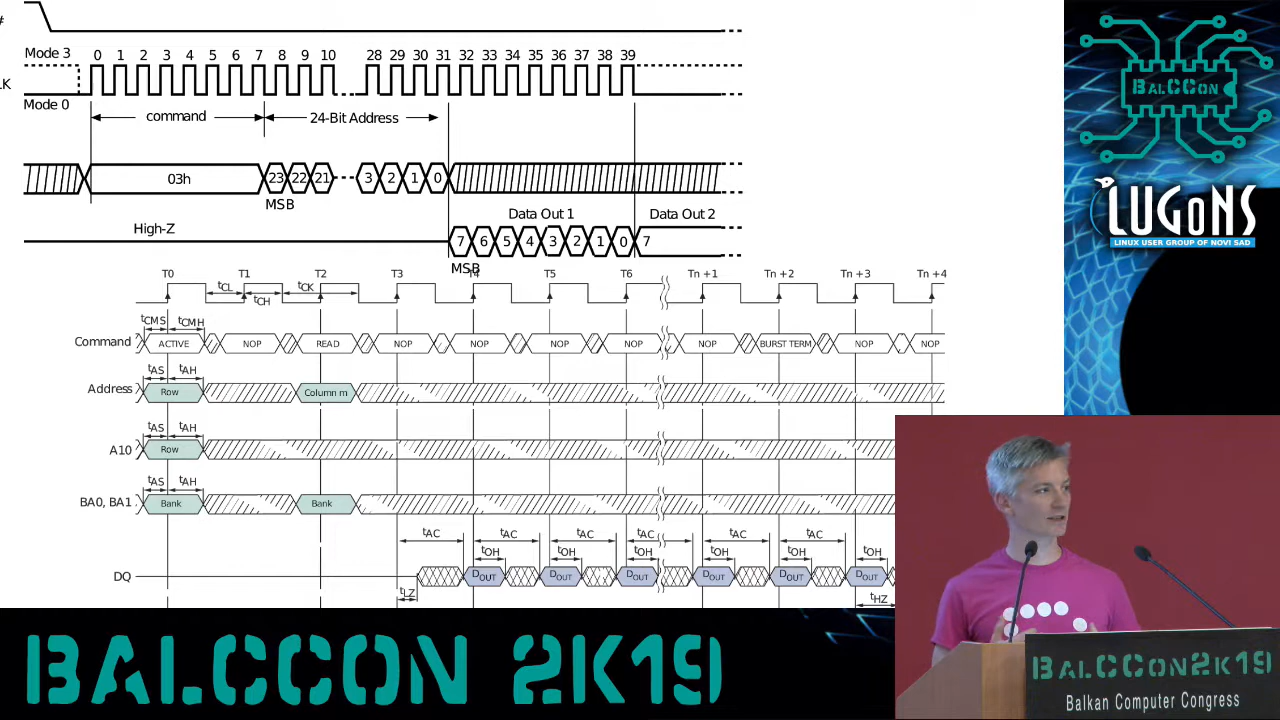 #
Mode 3
0 1 2 3 4 5 6 7 8 9 10 28 29 30 31 32 33 34 35 36 37 38 39
LK
Mode 0
command
24-Bit Address
03h
23 22 21 3 2 1 0
MSB
High-Z
Data Out 1
Data Out 2
7 6 5 4 3 2 1 0 7
MSB
T0 T1 T2 T3 T4 T5 T6 Tn +1 Tn +2 Tn +3 Tn +4
tCL
tCH
tCK
tCMS tCMH
Command
ACTIVE NOP READ NOP NOP NOP NOP NOP BURST TERM NOP NOP
tAS tAH
Address
Row
Column m
tAS tAH
A10
Row
tAS tAH
BA0, BA1
Bank
Bank
tAC tAC tAC tAC tAC tAC
tOH tOH tOH tOH tOH tOH
DQ
DOUT DOUT DOUT DOUT DOUT DOUT
tLZ
tHZ
BALCCON
LUGoNS
LINUX USER GROUP OF NOVI SAD
BALCCON 2K19
BALCCON2K19
Balkan Computer Congress